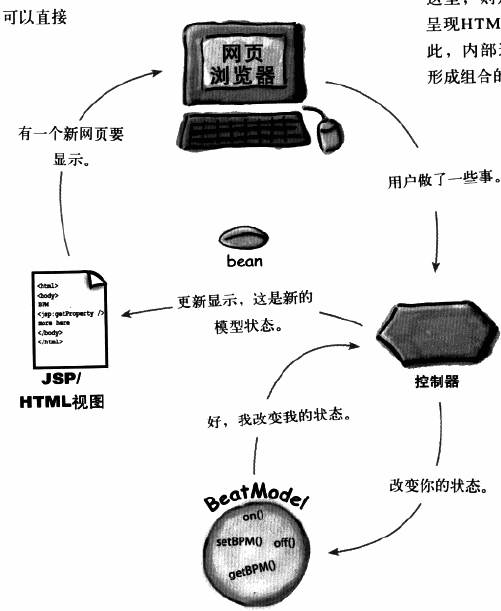 可以直接
呈现HTM
此，内部
形成组合的
网页
浏览器
有一个新网页要
显示。
用户做了一些事。
bean
更新显示，这是新的
模型状态。
<html>
<body>
BPM
<jsp:getProperty />
more here
</body>
</html>
JSP/
HTML视图
控制器
好，我改变我的状态。
改变你的状态。
BeatModel
on()
setBPM() off()
getBPM()